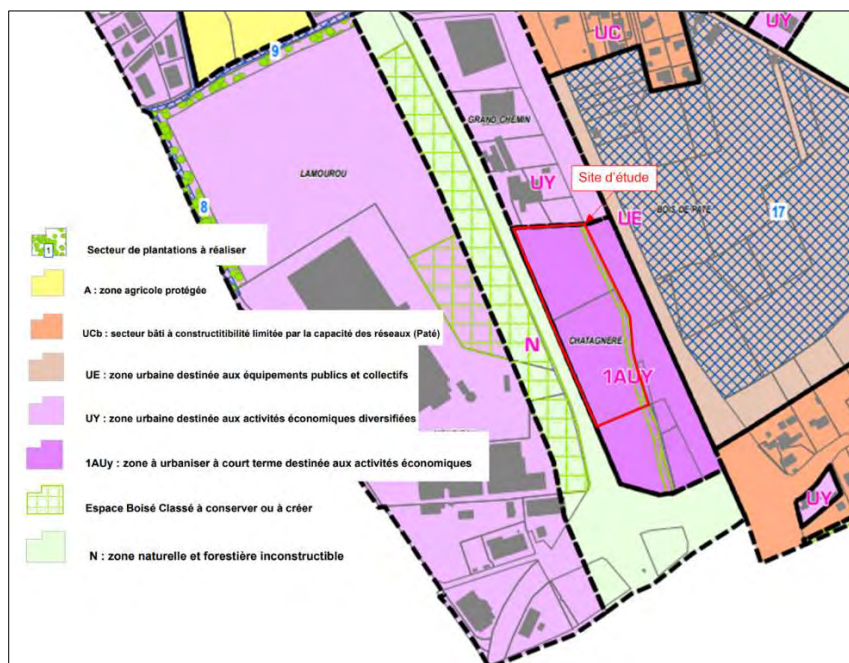 UY
UC
9
GRAND CHEMIN
LAMOUROU
UY
Site d'étude
UE
BOIS DE PATE
17
8
1
Secteur de plantations à réaliser
A : zone agricole protégée
UCb : secteur bâti à constructitibilité limitée par la capacité des réseaux (Paté)
CHATAGNERE
N
1AUY
UE : zone urbaine destinée aux équipements publics et collectifs
UY : zone urbaine destinée aux activités économiques diversifiées
1AUy : zone à urbaniser à court terme destinée aux activités économiques
UY
Espace Boisé Classé à conserver ou à créer
N : zone naturelle et forestière inconstructible